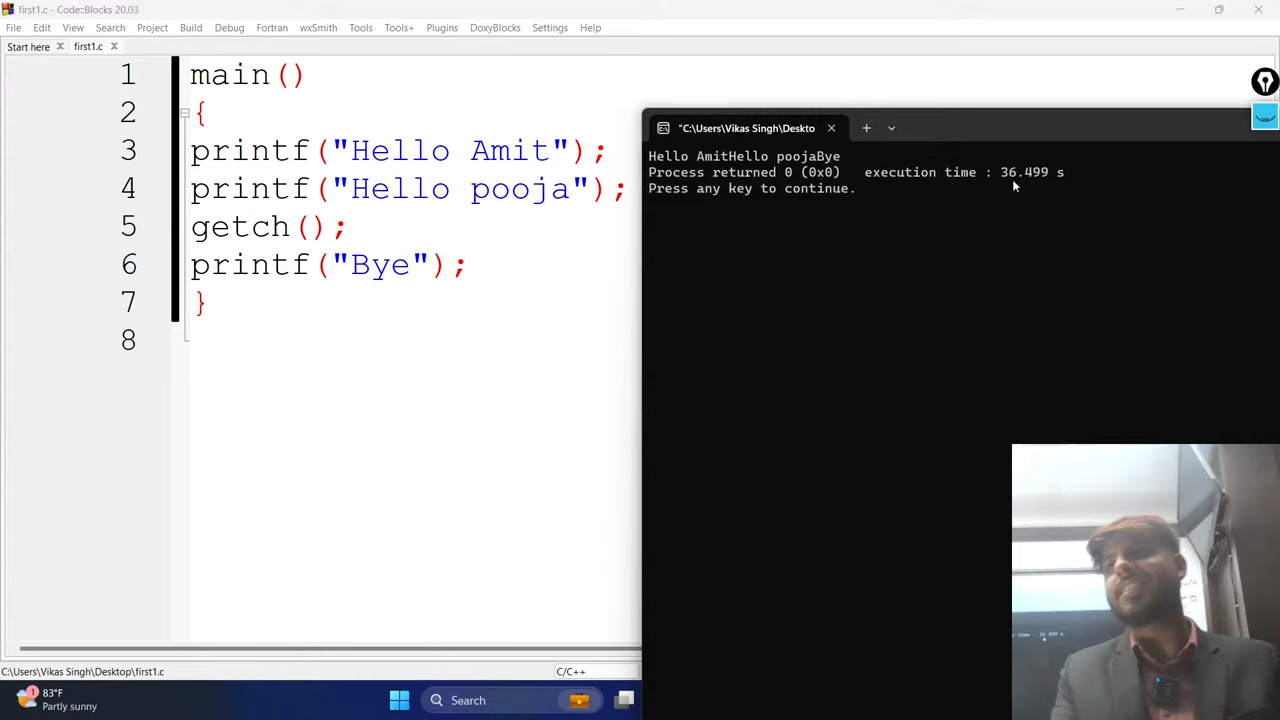 first1.c - Code::Blocks 20.03
File Edit View Search Project Build Debug Fortran wxSmith Tools Tools+ Plugins DoxyBlocks Settings Help
Start here first1.c
1 main()
2 {
3 printf("Hello Amit");
4 printf("Hello pooja");
5 getch();
6 printf("Bye");
7 }
8
"C:\Users\Vikas Singh\Deskto
Hello AmitHello poojaBye
Process returned 0 (0x0)   execution time : 36.499 s
Press any key to continue.
C:\Users\Vikas Singh\Desktop\first1.c C/C++
1
83°F
Partly sunny
Search